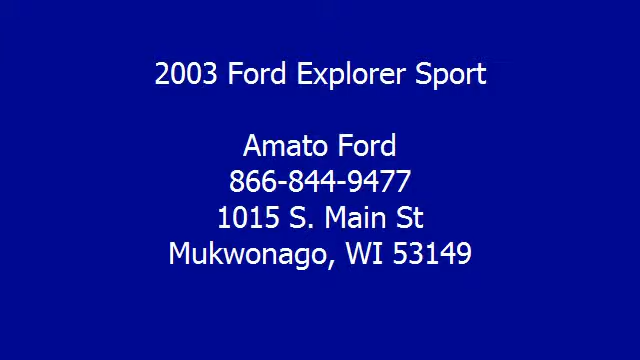 2003 Ford Explorer Sport
Amato Ford
866-844-9477
1015 S. Main St
Mukwonago, WI 53149